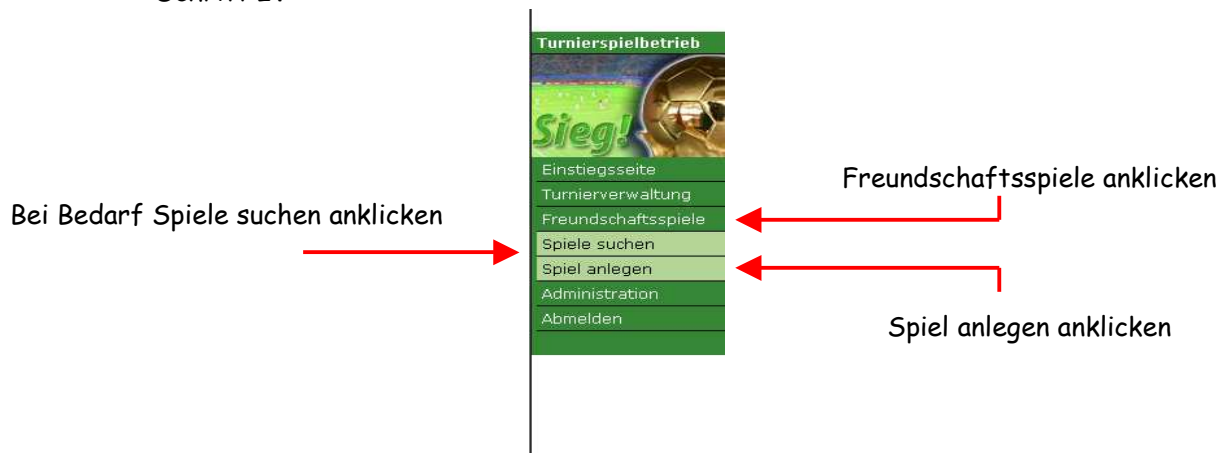 Turnierspielbetrieb
Sieg!
Einstiegsseite
Turnierverwaltung
Freundschaftsspiele
Spiele suchen
Spiel anlegen
Administration
Abmelden
Bei Bedarf Spiele suchen anklicken
Freundschaftsspiele anklicken
Spiel anlegen anklicken